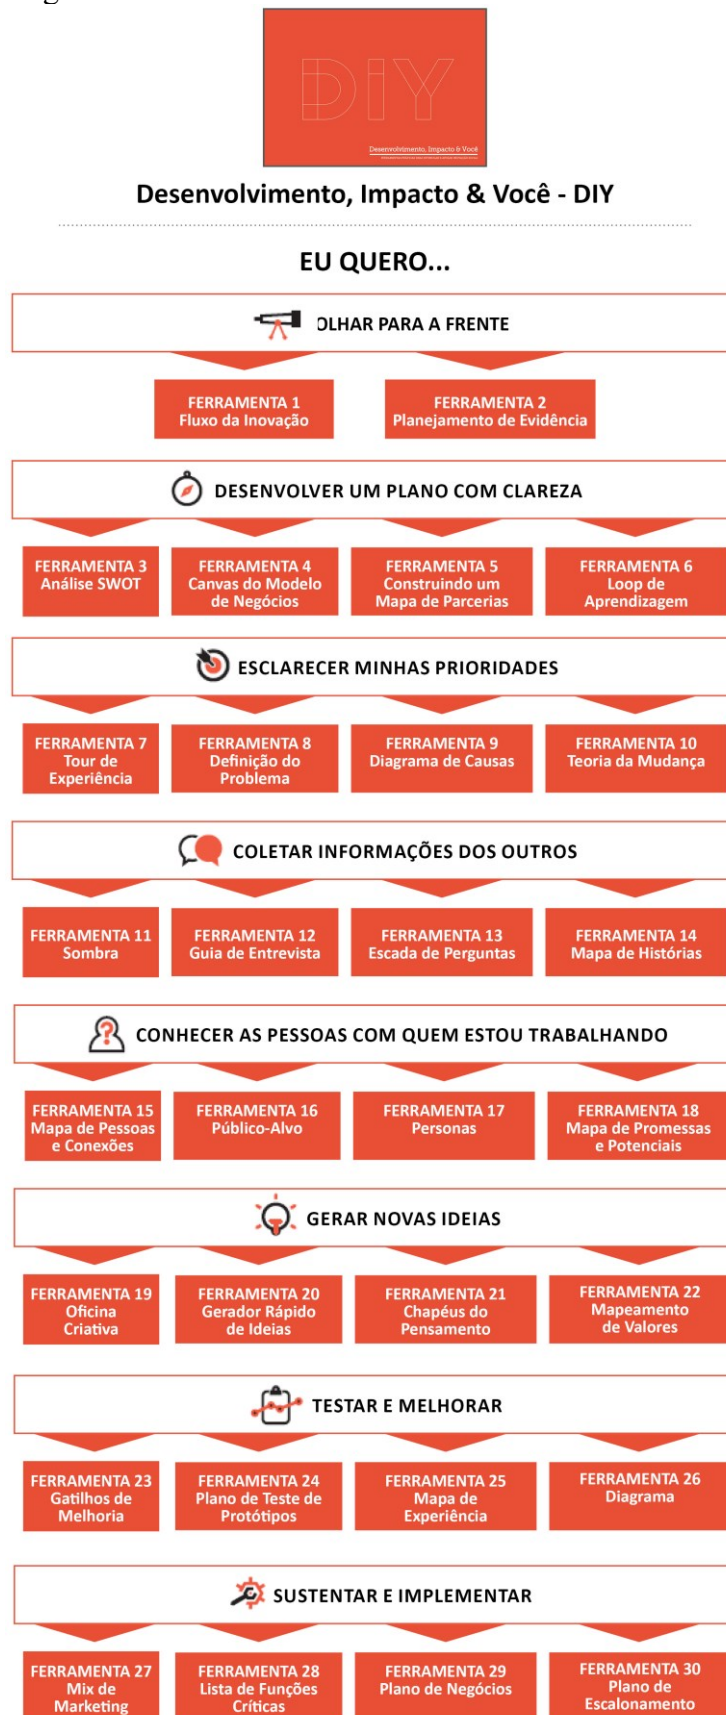 DIY
Desenvolvimento, Impacto & Você
Desenvolvimento, Impacto & Você - DIY
EU QUERO...
OLHAR PARA A FRENTE
FERRAMENTA 1
Fluxo da Inovação
FERRAMENTA 2
Planejamento de Evidência
DESENVOLVER UM PLANO COM CLAREZA
FERRAMENTA 3
Análise SWOT
FERRAMENTA 4
Canvas do Modelo
de Negócios
FERRAMENTA 5
Construindo um
Mapa de Parcerias
FERRAMENTA 6
Loop de
Aprendizagem
ESCLARECER MINHAS PRIORIDADES
FERRAMENTA 7
Tour de
Experiência
FERRAMENTA 8
Definição do
Problema
FERRAMENTA 9
Diagrama de Causas
FERRAMENTA 10
Teoria da Mudança
COLETAR INFORMAÇÕES DOS OUTROS
FERRAMENTA 11
Sombra
FERRAMENTA 12
Guia de Entrevista
FERRAMENTA 13
Escada de Perguntas
FERRAMENTA 14
Mapa de Histórias
CONHECER AS PESSOAS COM QUEM ESTOU TRABALHANDO
FERRAMENTA 15
Mapa de Pessoas
e Conexões
FERRAMENTA 16
Público-Alvo
FERRAMENTA 17
Personas
FERRAMENTA 18
Mapa de Promessas
e Potenciais
GERAR NOVAS IDEIAS
FERRAMENTA 19
Oficina
Criativa
FERRAMENTA 20
Gerador Rápido
de Ideias
FERRAMENTA 21
Chapéus do
Pensamento
FERRAMENTA 22
Mapeamento
de Valores
TESTAR E MELHORAR
FERRAMENTA 23
Gatilhos de
Melhoria
FERRAMENTA 24
Plano de Teste de
Protótipos
FERRAMENTA 25
Mapa de
Experiência
FERRAMENTA 26
Diagrama
SUSTENTAR E IMPLEMENTAR
FERRAMENTA 27
Mix de
Marketing
FERRAMENTA 28
Lista de Funções
Críticas
FERRAMENTA 29
Plano de Negócios
FERRAMENTA 30
Plano de
Escalonamento